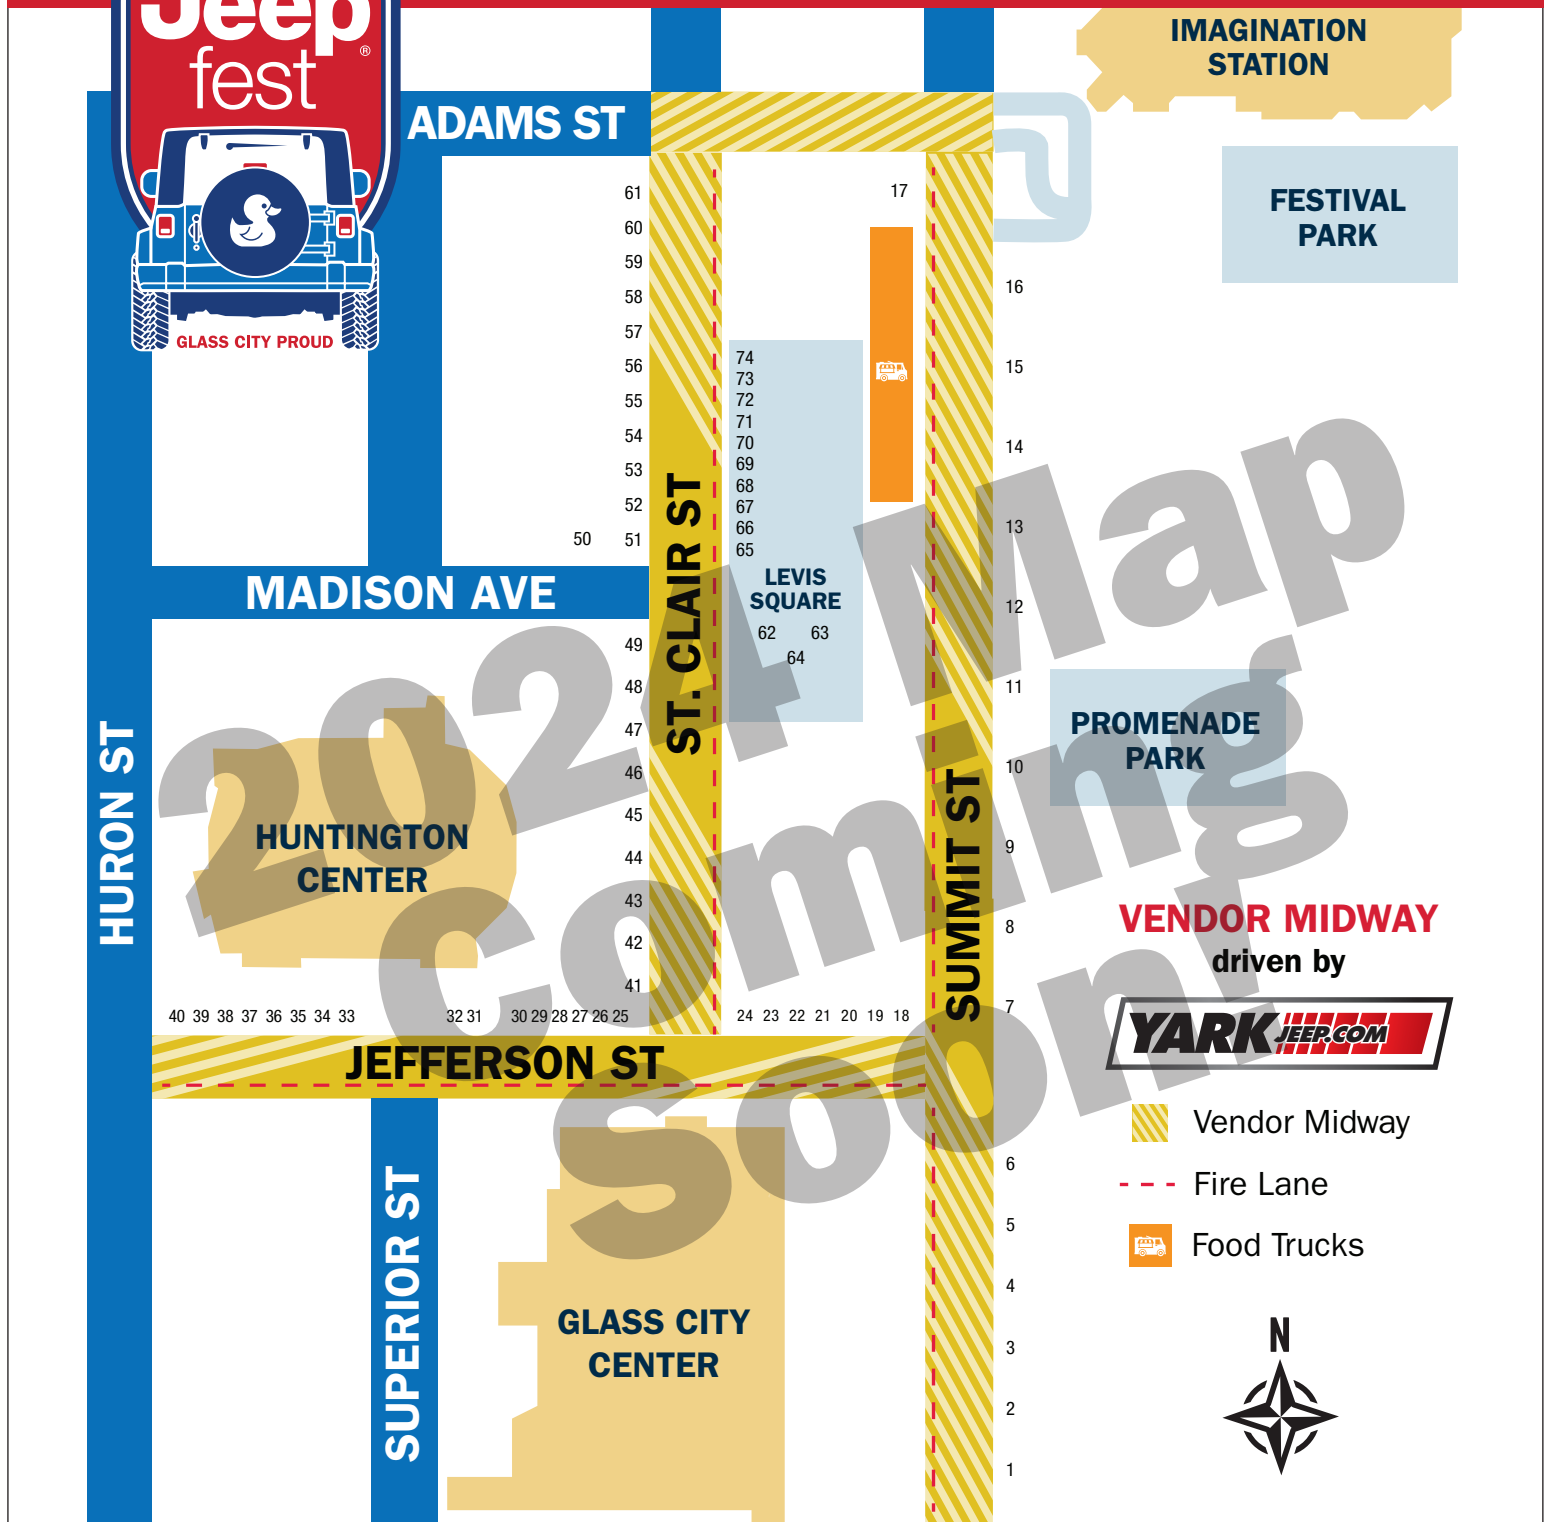 Jeep
fest
®
GLASS CITY PROUD
IMAGINATION
STATION
ADAMS ST
FESTIVAL
PARK
61
60
59
58
57
56
55
54
53
52
50 51
17
16
15
14
13
12
11
10
9
8
7
6
5
4
3
2
1
74
73
72
71
70
69
68
67
66
65
LEVIS
SQUARE
62 63
64
MADISON AVE
ST. CLAIR ST
SUMMIT ST
HURON ST
49
48
47
46
45
44
43
42
41
PROMENADE
PARK
HUNTINGTON
CENTER
2024 Map
coming
soon!
40 39 38 37 36 35 34 33 32 31 30 29 28 27 26 25 24 23 22 21 20 19 18
JEFFERSON ST
SUPERIOR ST
GLASS CITY
CENTER
VENDOR MIDWAY
driven by
YARK JEEP.COM
Vendor Midway
Fire Lane
Food Trucks
N